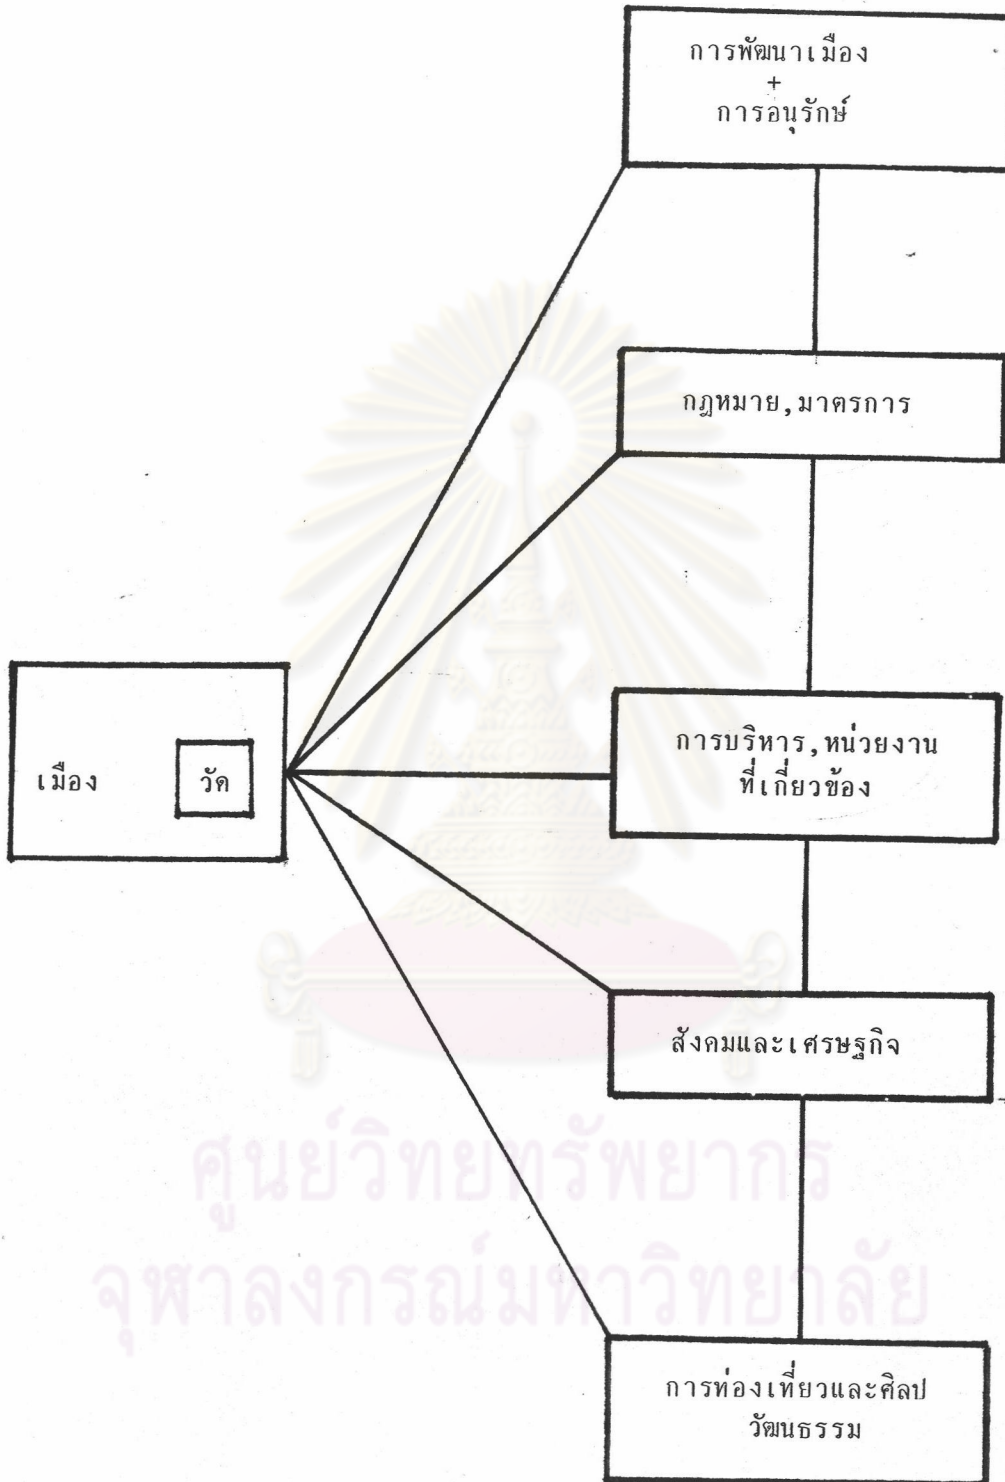 การพัฒนาเมือง
+
การอนุรักษ์
กฎหมาย,มาตรการ
เมือง
วัด
การบริหาร,หน่วยงาน
ที่เกี่ยวข้อง
สังคมและเศรษฐกิจ
ศูนย์วิทยทรัพยากร
จุฬาลงกรณ์มหาวิทยาลัย
การท่องเที่ยวและศิลป
วัฒนธรรม